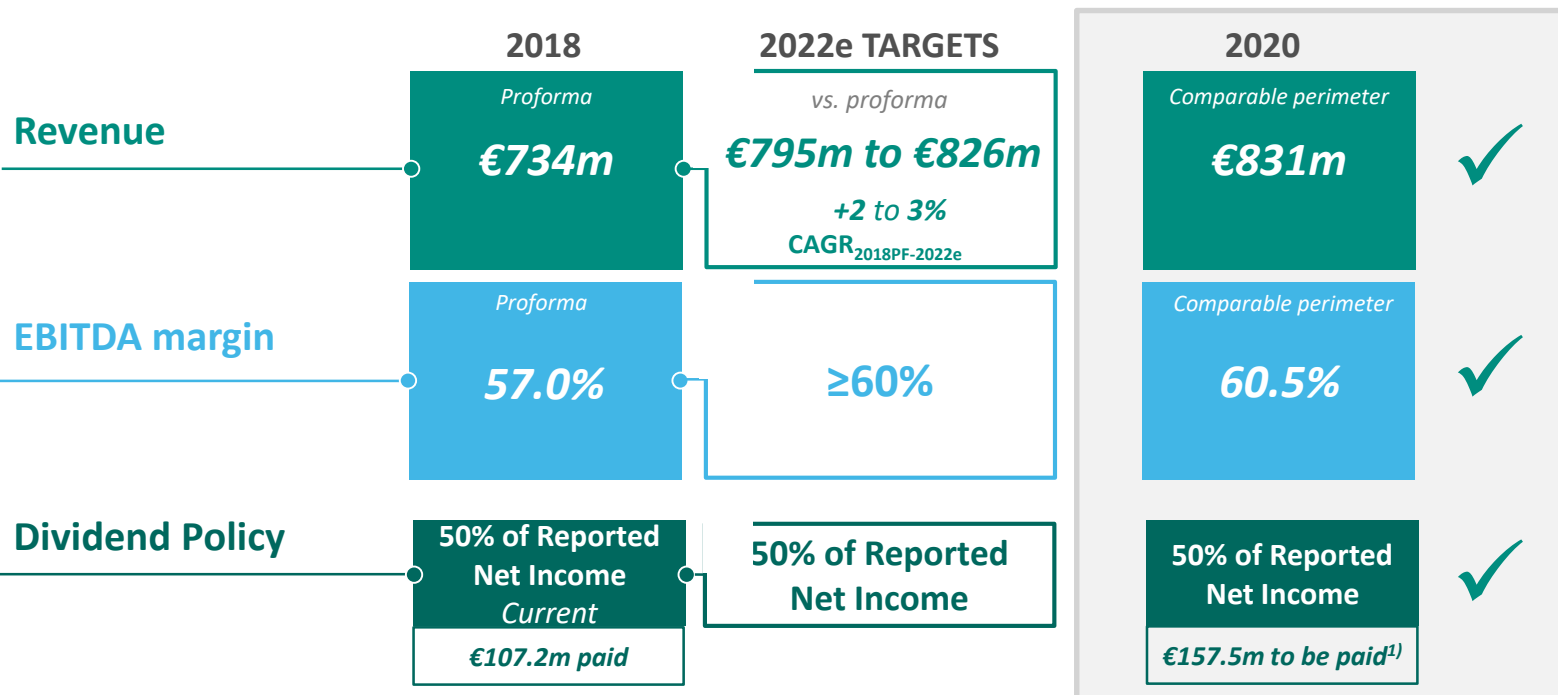 2018
2022e TARGETS
2020
Revenue
Proforma
€734m
vs. proforma
€795m to €826m
+2 to 3%
CAGR2018PF-2022e
Comparable perimeter
€831m
EBITDA margin
Proforma
57.0%
≥60%
Comparable perimeter
60.5%
Dividend Policy
50% of Reported
Net Income
Current
€107.2m paid
50% of Reported
Net Income
50% of Reported
Net Income
€157.5m to be paid1)